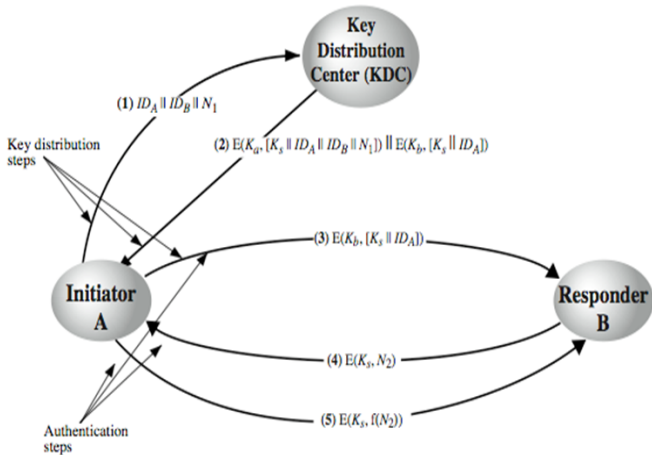 Key
Distribution
Center (KDC)
(1) ID_A || ID_B || N_1
(2) E(K_a, [K_s || ID_A || ID_B || N_1]) || E(K_b, [K_s || ID_A])
Key distribution
steps
(3) E(K_b, [K_s || ID_A])
Initiator
A
Responder
B
(4) E(K_s, N_2)
(5) E(K_s, f(N_2))
Authentication
steps